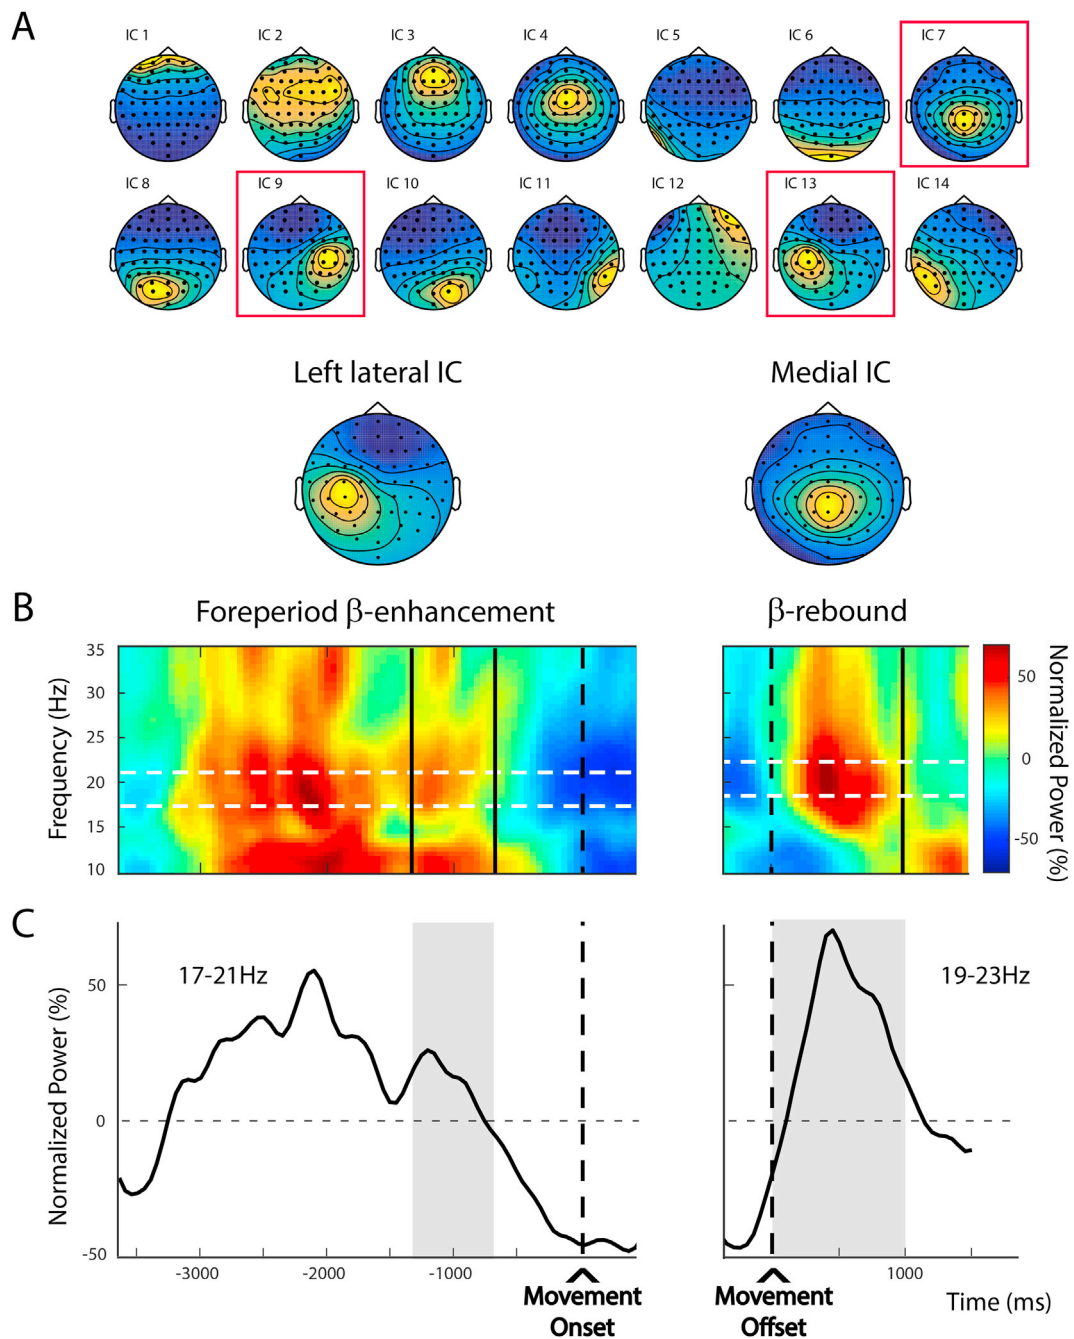 A
IC 1
IC 2
IC 3
IC 4
IC 5
IC 6
IC 7
IC 8
IC 9
IC 10
IC 11
IC 12
IC 13
IC 14
Left lateral IC
Medial IC
B
Foreperiod β-enhancement
β-rebound
Frequency (Hz)
35
30
25
20
15
10
50
0
-50
Normalized Power (%)
C
17-21Hz
19-23Hz
Normalized Power (%)
50
0
-50
-3000
-2000
-1000
1000
Movement
Onset
Movement
Offset
Time (ms)